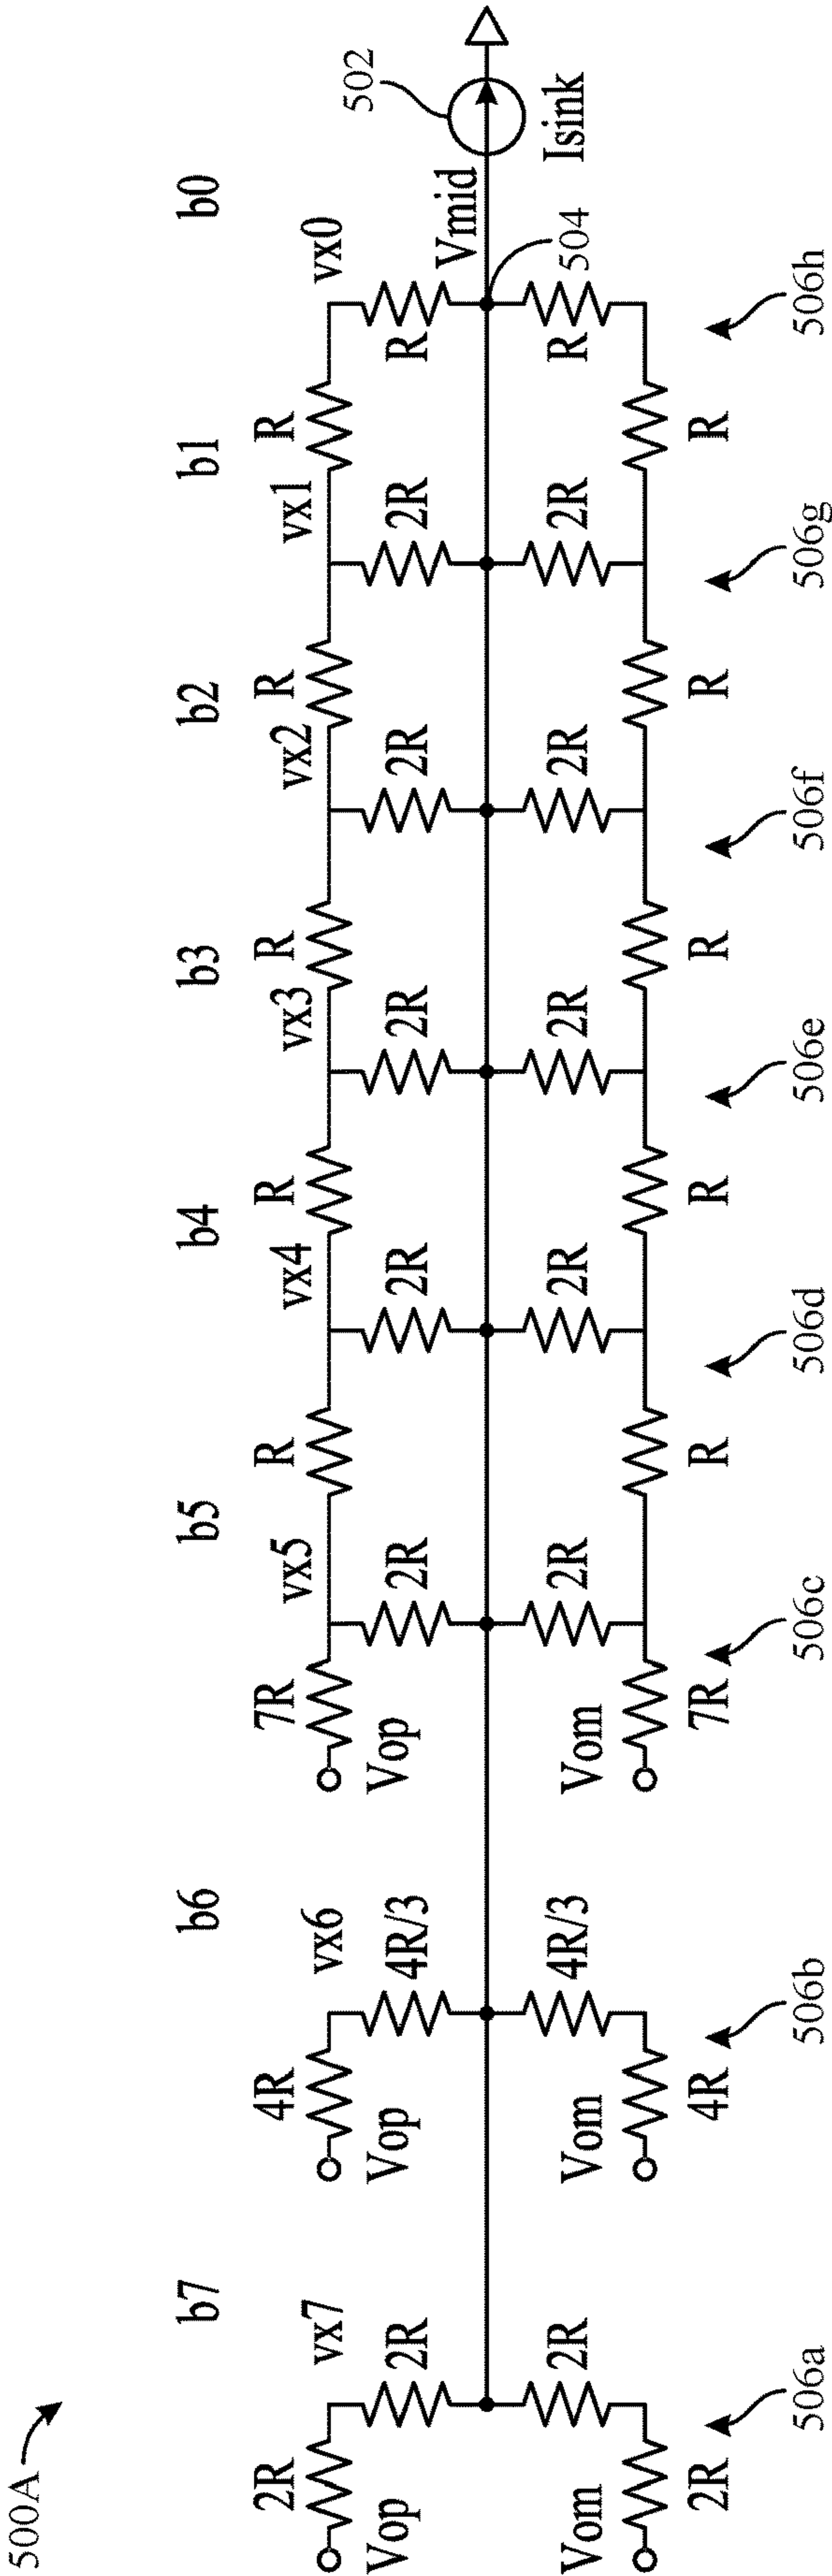 500A
b7 b6 b5 b4 b3 b2 b1 b0
2R 4R 7R R R R R R
vx7 vx6 vx5 vx4 vx3 vx2 vx1 vx0
502
Vop 2R Vop 4R/3 Vop 2R 2R 2R 2R 2R R
Vmid
Isink
Vom 2R Vom 4R/3 Vom 2R 2R 2R 2R 2R R
504
2R 4R 7R R R R R R
506a 506b 506c 506d 506e 506f 506g 506h